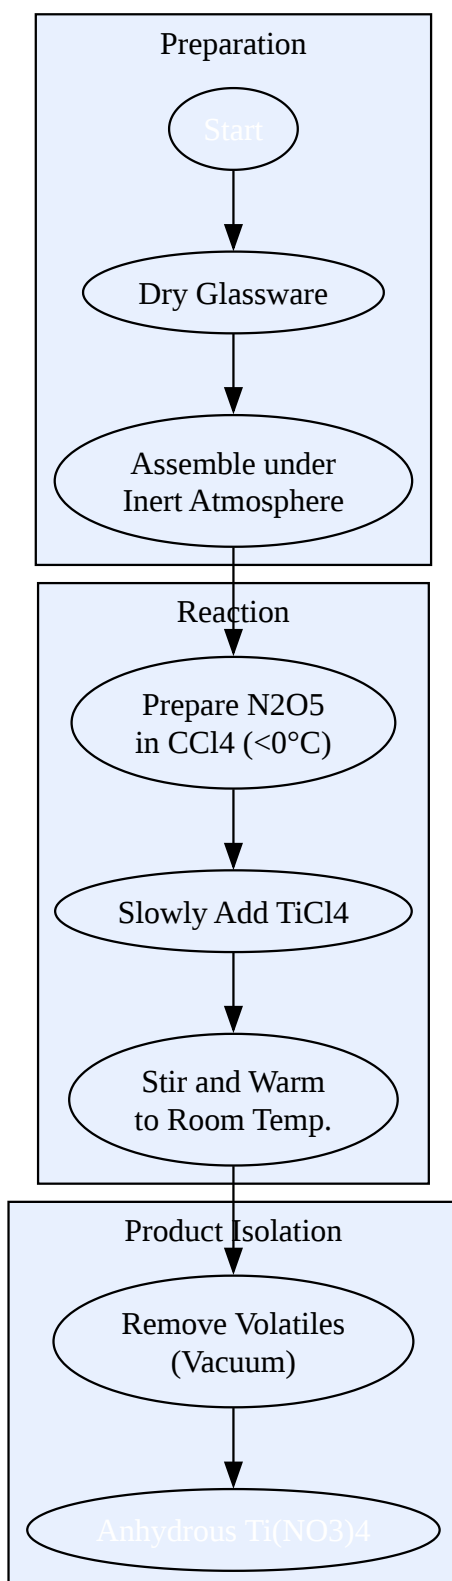 Preparation
Start
Dry Glassware
Assemble under
Inert Atmosphere
Reaction
Prepare N2O5
in CCl4 (<0°C)
Slowly Add TiCl4
Stir and Warm
to Room Temp.
Product Isolation
Remove Volatiles
(Vacuum)
Anhydrous Ti(NO3)4